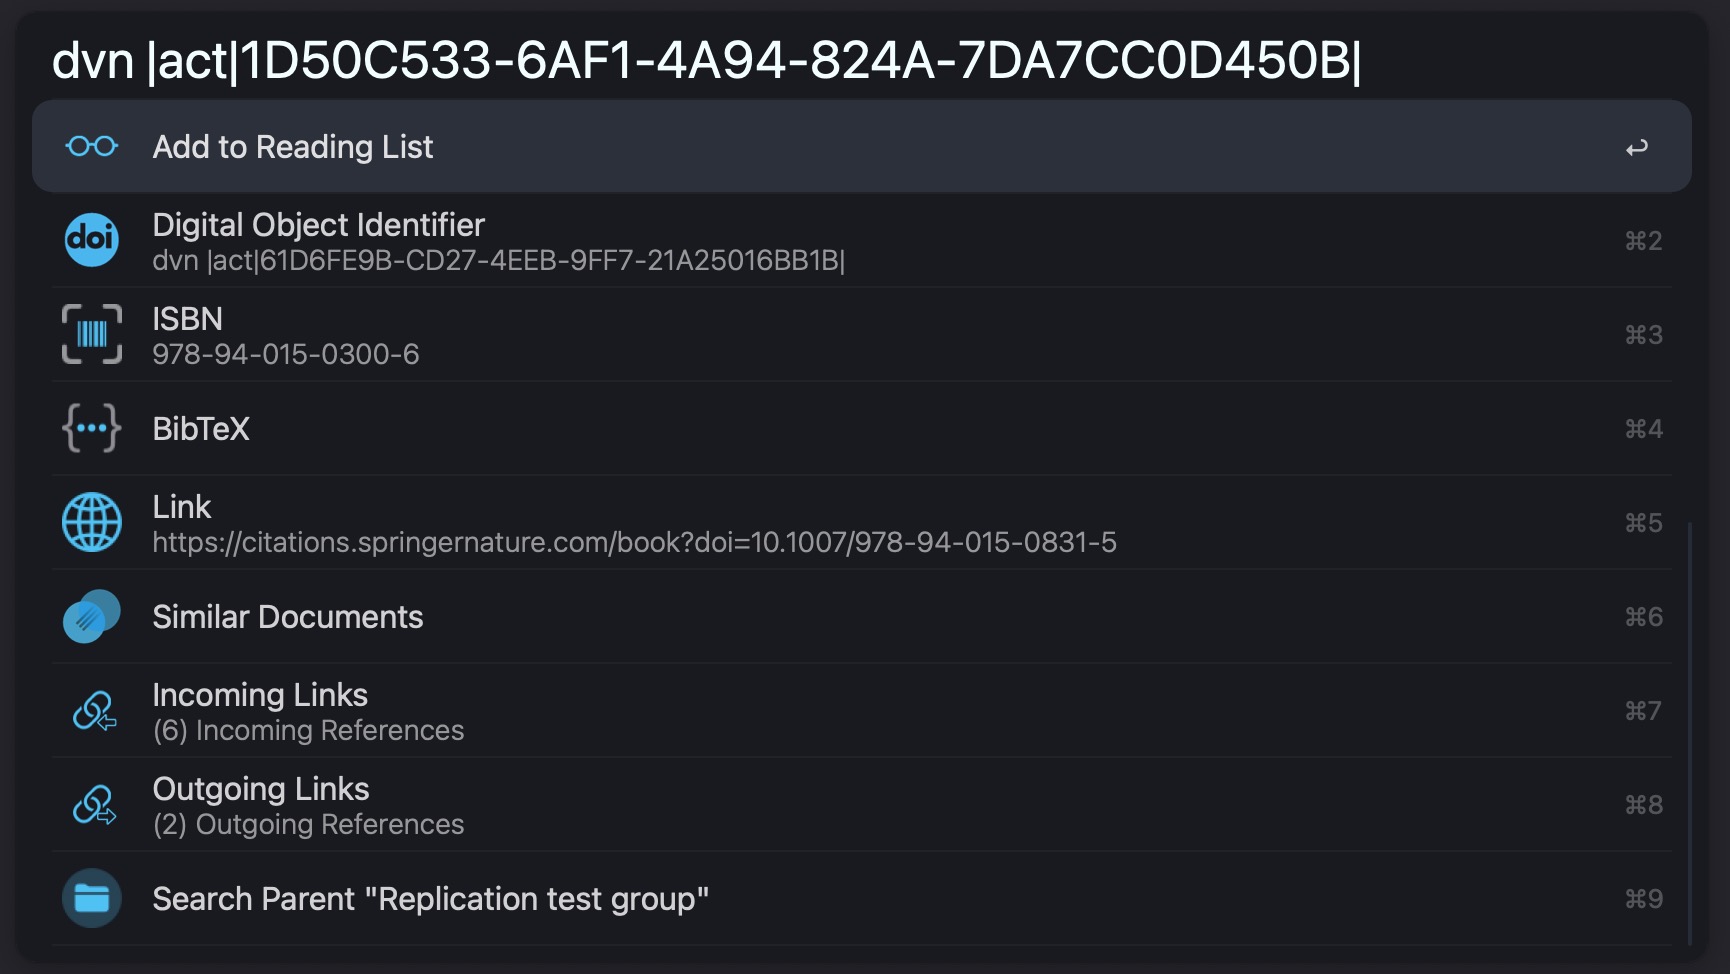 dvn |act|1D50C533-6AF1-4A94-824A-7DA7CC0D450B|
Add to Reading List
doi
Digital Object Identifier
dvn |act|61D6FE9B-CD27-4EEB-9FF7-21A25016BB1B|
⌘2
ISBN
978-94-015-0300-6
⌘3
BibTeX
⌘4
Link
https://citations.springernature.com/book?doi=10.1007/978-94-015-0831-5
⌘5
Similar Documents
⌘6
Incoming Links
(6) Incoming References
⌘7
Outgoing Links
(2) Outgoing References
⌘8
Search Parent "Replication test group"
⌘9